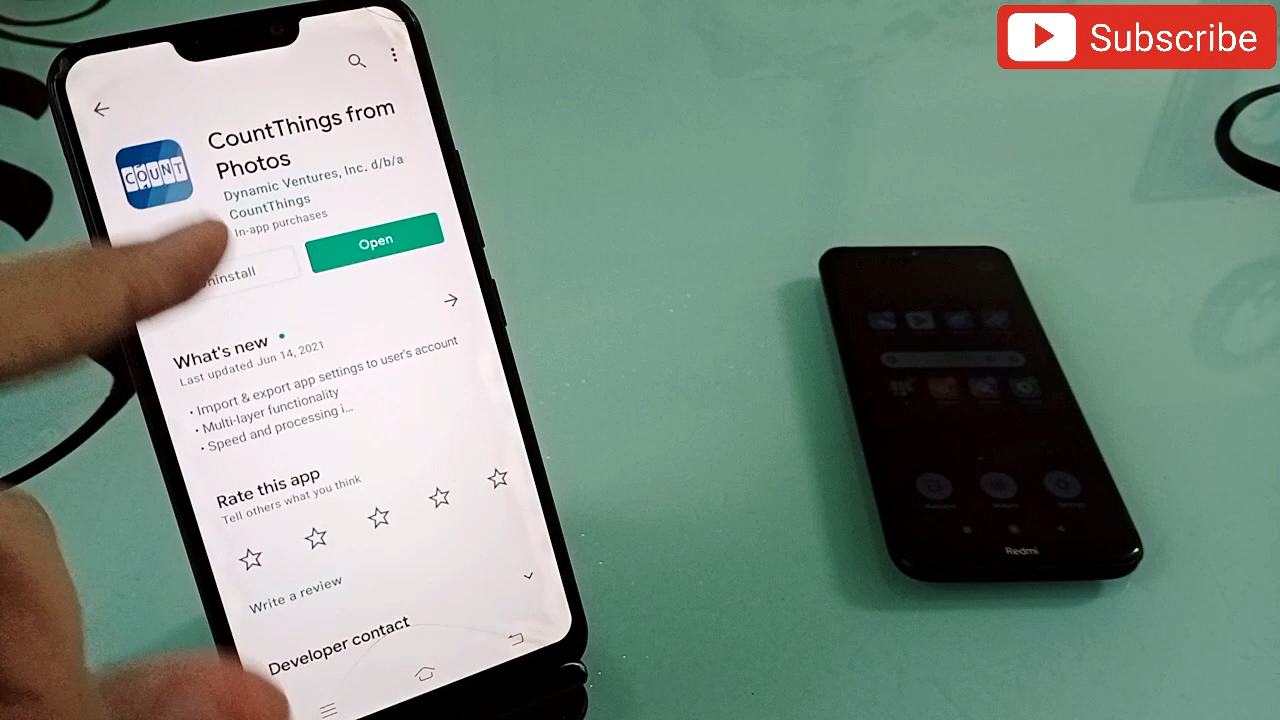 Subscribe
CountThings from
Photos
Dynamic Ventures, Inc. d/b/a
CountThings
In-app purchases
COUNT
ninstall
Open
What's new
Last updated Jun 14, 2021
• Import & export app settings to user's account
• Multi-layer functionality
• Speed and processing i...
Rate this app
Tell others what you think
Write a review
Developer contact
Redmi